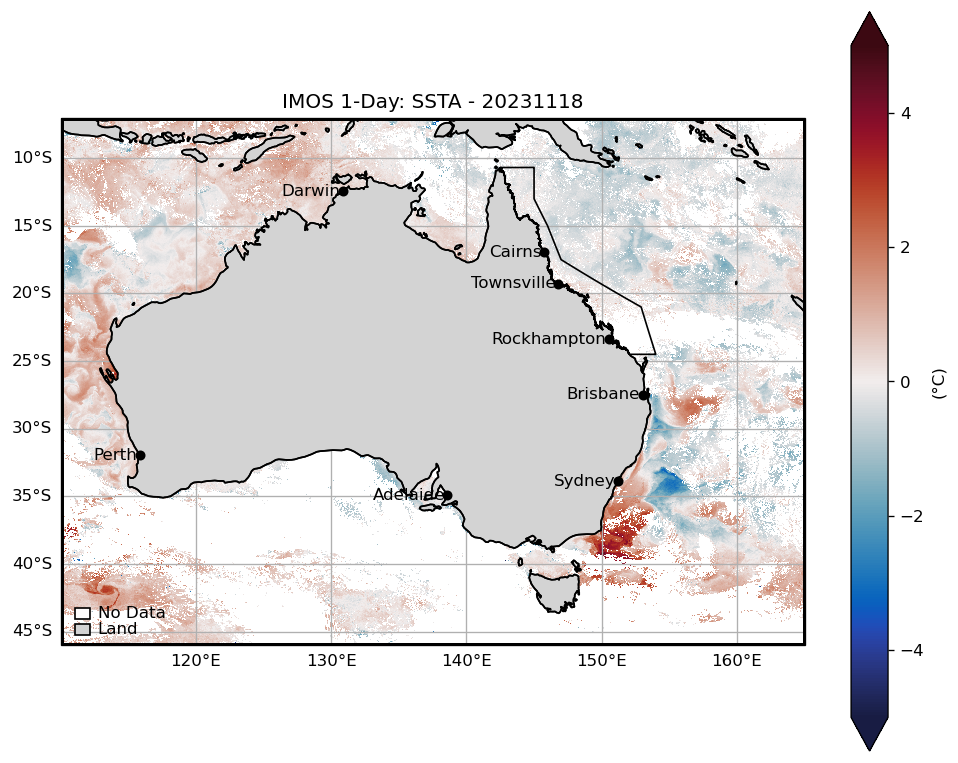 IMOS 1-Day: SSTA - 20231118
10°S
15°S
20°S
25°S
30°S
35°S
40°S
45°S
Darwin
Cairns
Townsville
Rockhampton
Brisbane
Perth
Sydney
Adelaide
No Data
Land
120°E 130°E 140°E 150°E 160°E
4
2
0
−2
−4
(°C)